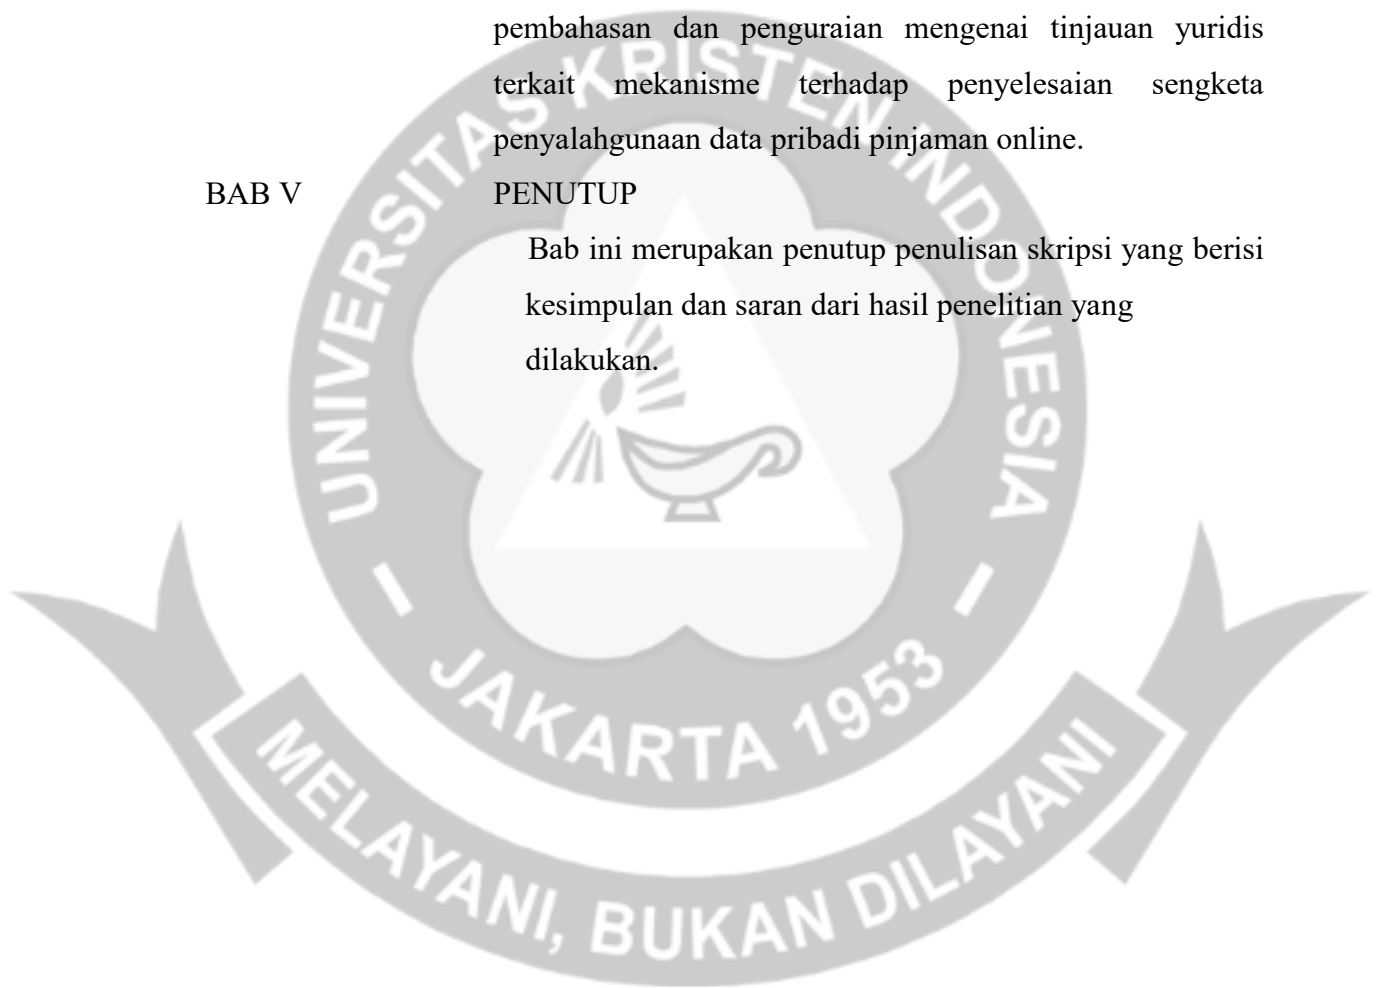 pembahasan dan penguraian mengenai tinjauan yuridis
terkait mekanisme terhadap penyelesaian sengketa
penyalahgunaan data pribadi pinjaman online.
BAB V PENUTUP
Bab ini merupakan penutup penulisan skripsi yang berisi
kesimpulan dan saran dari hasil penelitian yang
dilakukan.
UNIVERSITAS KRISTEN INDONESIA
JAKARTA 1953
MELAYANI, BUKAN DILAYANI